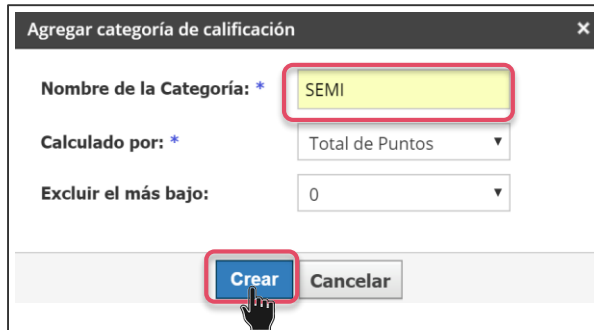 Agregar categoría de calificación ×
Nombre de la Categoría: * SEMI
Calculado por: * Total de Puntos ▼
Excluir el más bajo: 0 ▼
Crear Cancelar